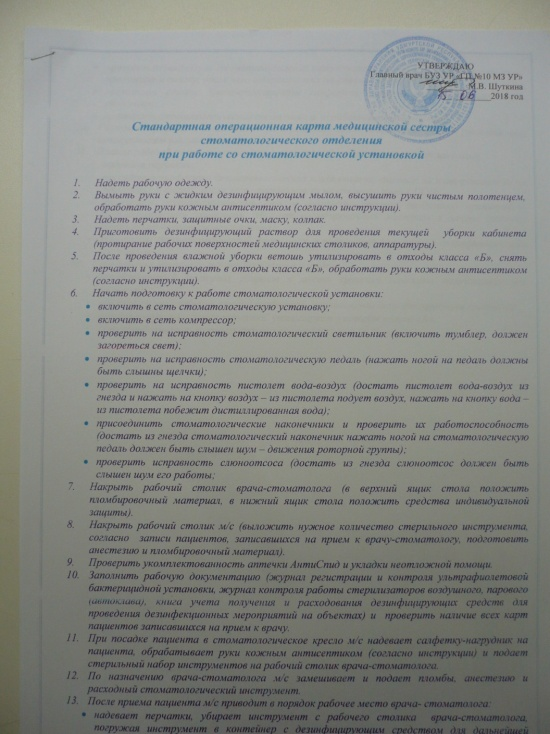 УТВЕРЖДАЮ
Главный врач БУЗ УР «ГП №10 МЗ УР»
М.В. Шуткина
15 06 2018 год
Стандартная операционная карта медицинской сестры
стоматологического отделения
при работе со стоматологической установкой
1. Надеть рабочую одежду.
2. Вымыть руки с жидким дезинфицирующим мылом, высушить руки чистым полотенцем,
обработать руки кожным антисептиком (согласно инструкции).
3. Надеть перчатки, защитные очки, маску, колпак.
4. Приготовить дезинфицирующий раствор для проведения текущей уборки кабинета
(протирание рабочих поверхностей медицинских столиков, аппаратуры).
5. После проведения влажной уборки ветошь утилизировать в отходы класса «Б», снять
перчатки и утилизировать в отходы класса «Б», обработать руки кожным антисептиком
(согласно инструкции).
6. Начать подготовку к работе стоматологической установки:
• включить в сеть стоматологическую установку;
• включить в сеть компрессор;
• проверить на исправность стоматологический светильник (включить тумблер, должен
загореться свет);
• проверить на исправность стоматологическую педаль (нажать ногой на педаль должны
быть слышны щелчки);
• проверить на исправность пистолет вода-воздух (достать пистолет вода-воздух из
гнезда и нажать на кнопку воздух – из пистолета подует воздух, нажать на кнопку вода –
из пистолета побежит дистиллированная вода);
• присоединить стоматологические наконечники и проверить их работоспособность
(достать из гнезда стоматологический наконечник нажать ногой на стоматологическую
педаль должен быть слышен шум – движения роторной группы);
• проверить исправность слюноотсоса (достать из гнезда слюноотсос должен быть
слышен шум его работы;
7. Накрыть рабочий столик врача-стоматолога (в верхний ящик стола положить
пломбировочный материал, в нижний ящик стола положить средства индивидуальной
защиты).
8. Накрыть рабочий столик м/с (выложить нужное количество стерильного инструмента,
согласно записи пациентов, записавшихся на прием к врачу-стоматологу, подготовить
анестезию и пломбировочный материал).
9. Проверить укомплектованность аптечки АнтиСпид и укладки неотложной помощи.
10. Заполнить рабочую документацию (журнал регистрации и контроля ультрафиолетовой
бактерицидной установки, журнал контроля работы стерилизаторов воздушного, парового
(автоклава), книга учета получения и расходования дезинфицирующих средств для
проведения дезинфекционных мероприятий на объектах) и проверить наличие всех карт
пациентов записавшихся на прием к врачу.
11. При посадке пациента в стоматологическое кресло м/с надевает салфетку-нагрудник на
пациента, обрабатывает руки кожным антисептиком (согласно инструкции) и подает
стерильный набор инструментов на рабочий столик врача-стоматолога.
12. По назначению врача-стоматолога м/с замешивает и подает пломбы, анестезию и
расходный стоматологический инструмент.
13. После приема пациента м/с приводит в порядок рабочее место врача- стоматолога:
• надевает перчатки, убирает инструмент с рабочего столика врача-стоматолога,
погружая инструмент в контейнер с дезинфицирующим средством для дальнейшей